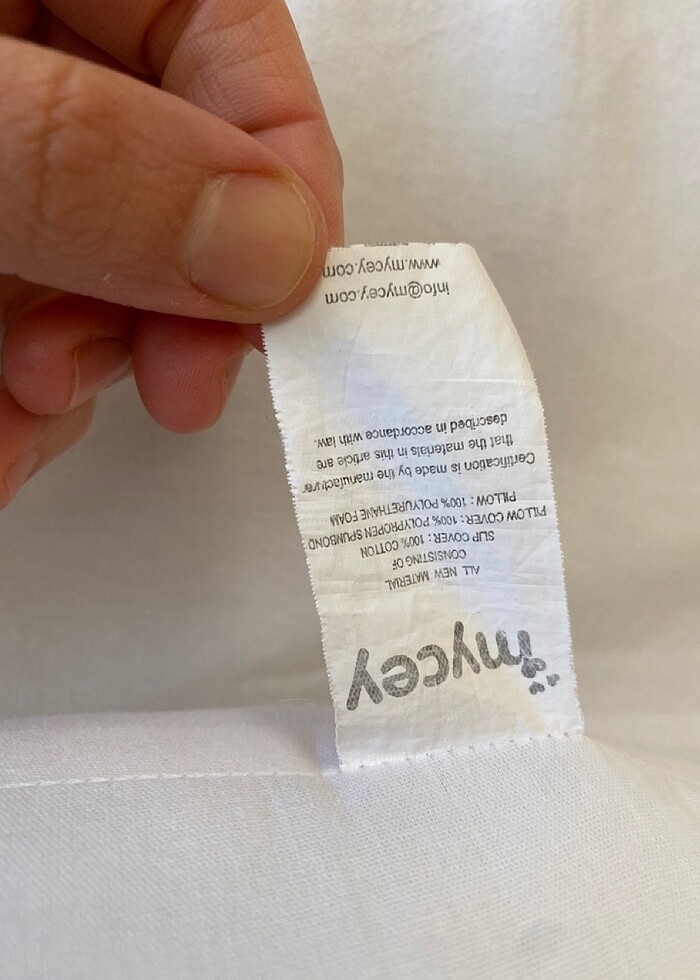 mycey
ALL NEW MATERIAL
CONSISTING OF
SLIP COVER : 100% COTTON
PILLOW COVER : 100% POLYPROPEN SPUNBOND
PILLOW : 100% POLYURETHANE FOAM
Certification is made by the manufacturer
that the materials in this article are
described in accordance with law.
info@mycey.com
www.mycey.com